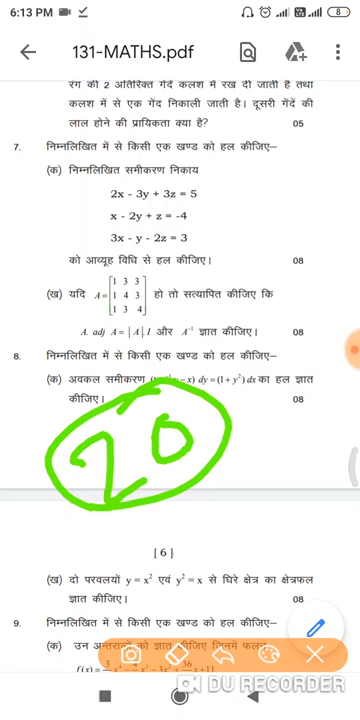 6:13 PM
8
131-MATHS.pdf
रंग की 2 अतिरिक्त गेंदें कलश में रख दी जाती है तथा
कलश में से एक गेंद निकाली जाती है। दूसरी गेंदें की
लाल होने की प्रायिकता क्या है? 05
7. निम्नलिखित में से किसी एक खण्ड को हल कीजिए–
(क) निम्नलिखित समीकरण निकाय
2x - 3y + 3z = 5
x - 2y + z = -4
3x - y - 2z = 3
को आव्यूह विधि से हल कीजिए। 08
(ख) यदि A = [1 3 3
1 4 3
1 3 4] हो तो सत्यापित कीजिए कि
A. adj A = |A|. I और A⁻¹ ज्ञात कीजिए। 08
8. निम्नलिखित में से किसी एक खण्ड को हल कीजिए–
(क) अवकल समीकरण – x) dy = (1 + y²) dx का हल ज्ञात
कीजिए। 08
20
[ 6 ]
(ख) दो परवलयों y = x² एवं y² = x से घिरे क्षेत्र का क्षेत्रफल
ज्ञात कीजिए। 08
9. निम्नलिखित में से किसी एक खण्ड को हल कीजिए–
(क) उन अन्तरालों को ज्ञात कीजिए जिनमें फलन
DU RECORDER